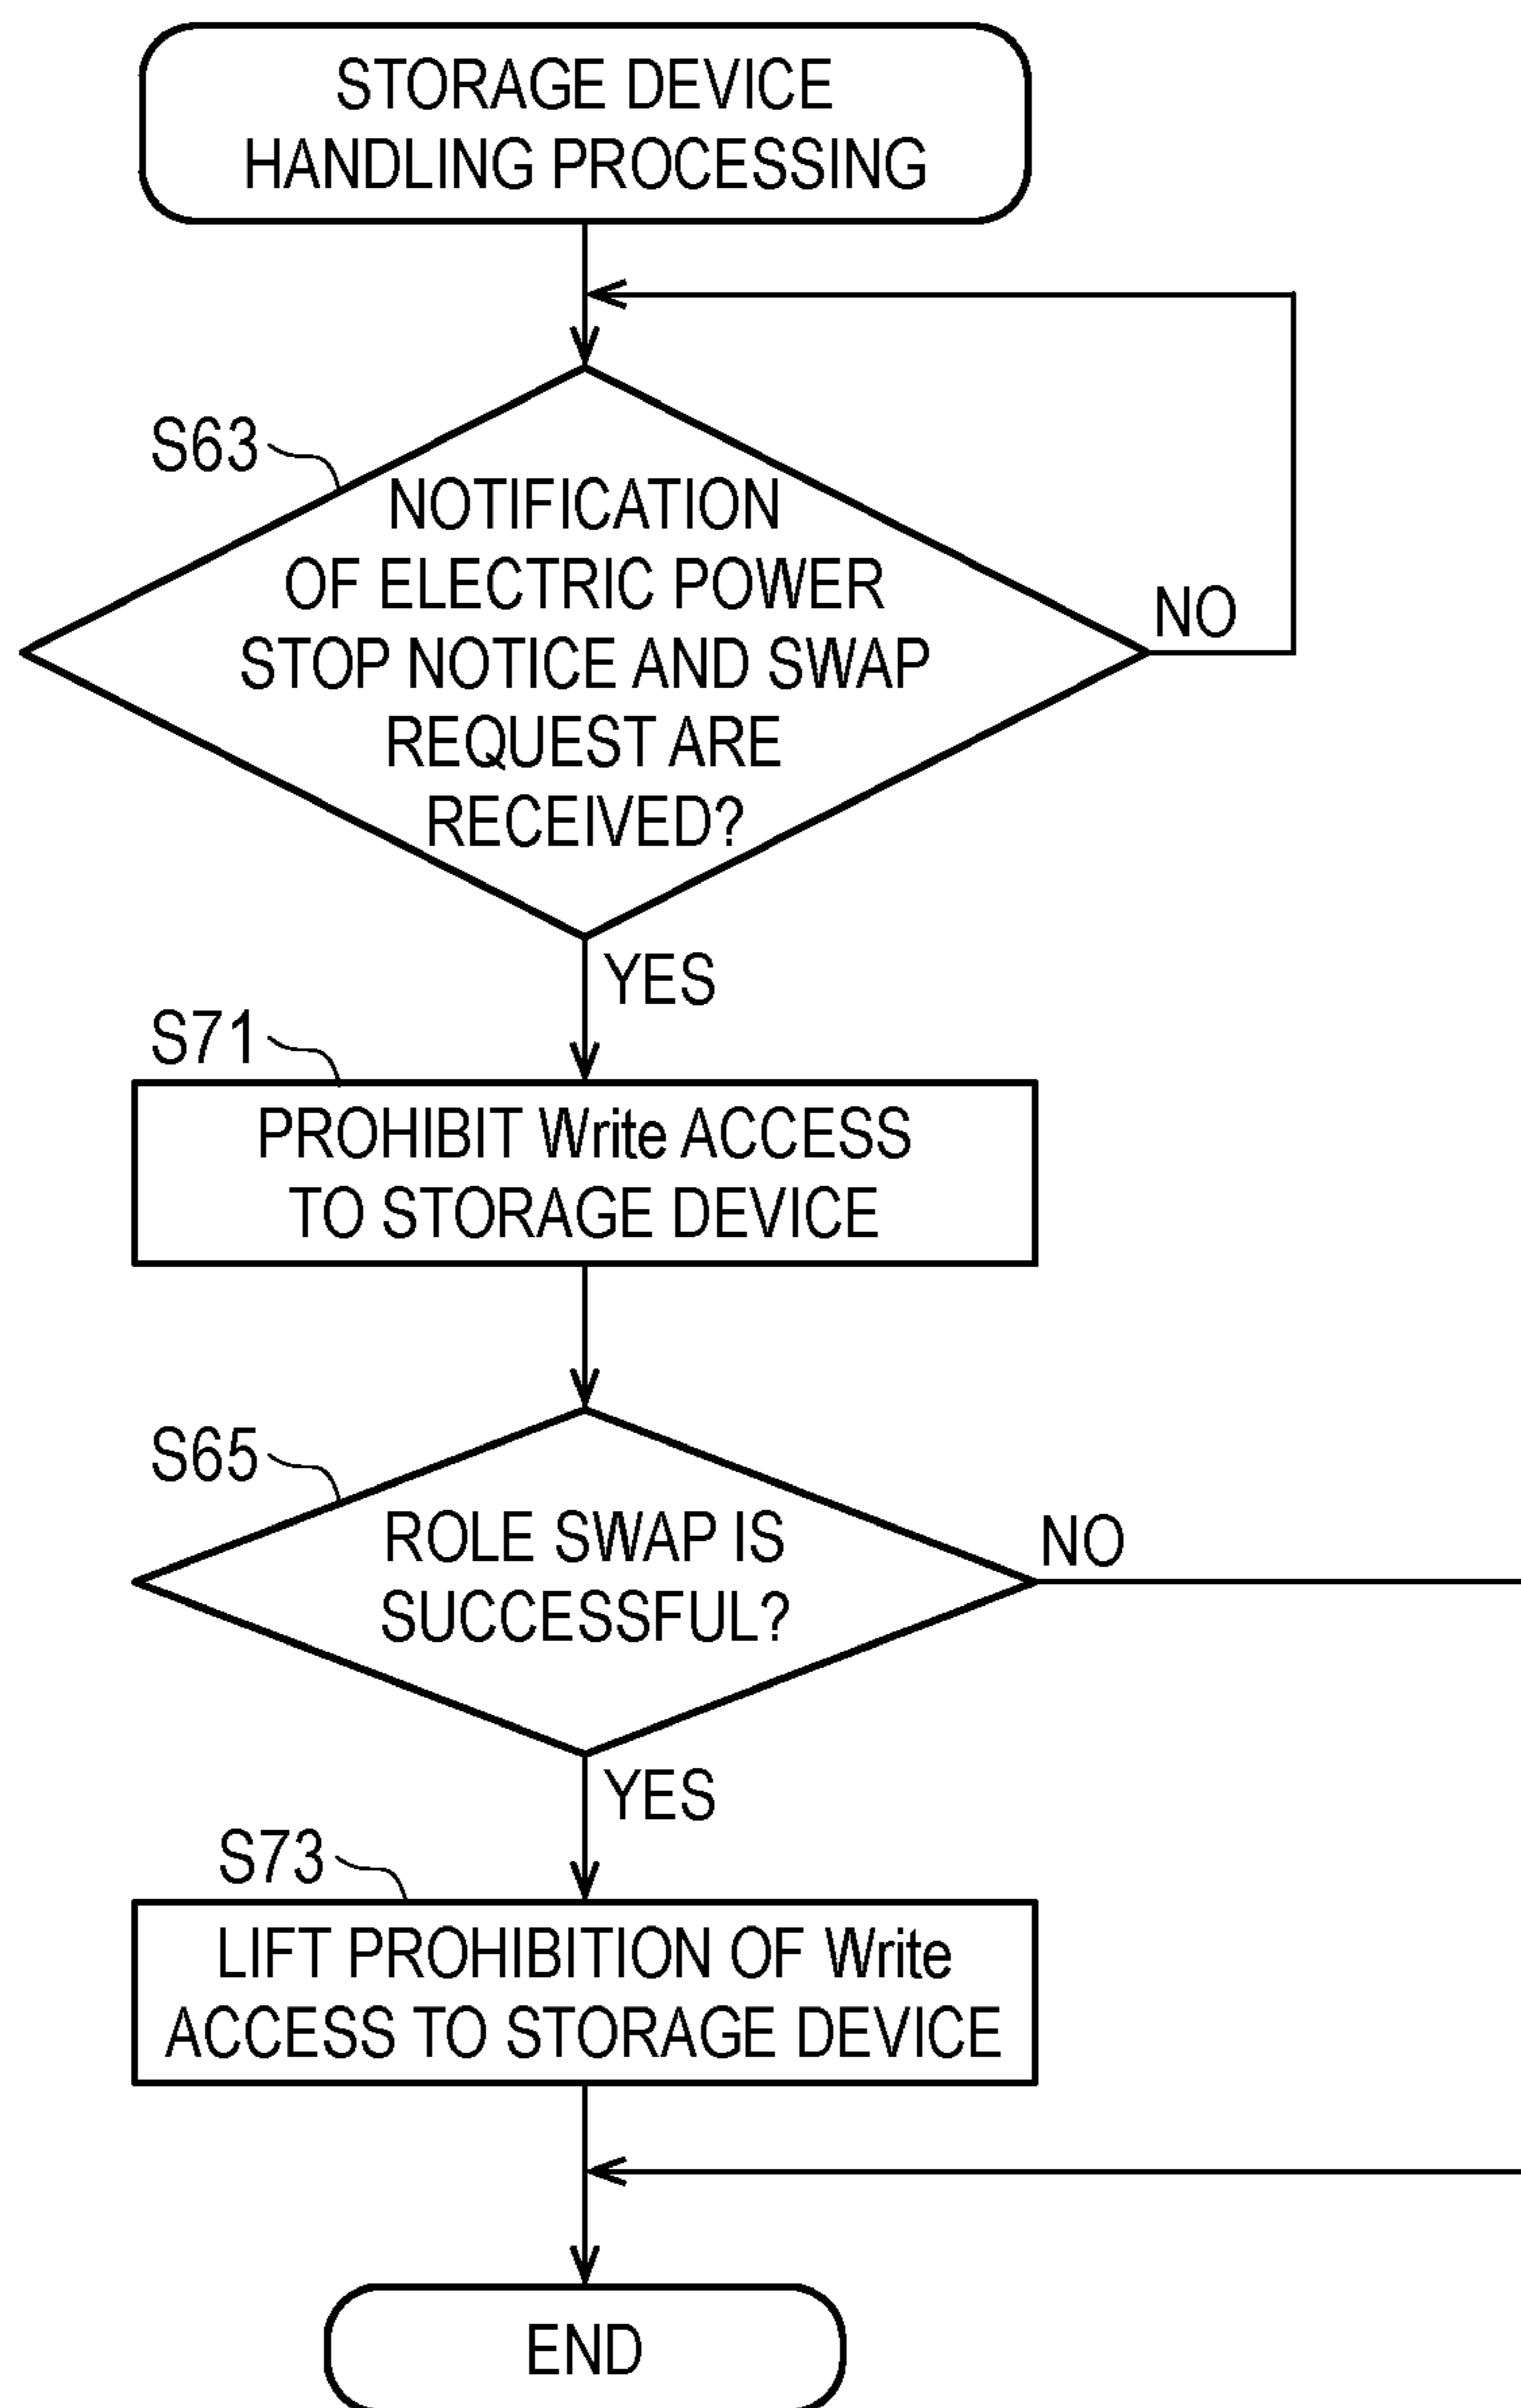 STORAGE DEVICE
HANDLING PROCESSING
S63
NOTIFICATION
OF ELECTRIC POWER
STOP NOTICE AND SWAP
REQUEST ARE
RECEIVED?
NO
YES
S71
PROHIBIT Write ACCESS
TO STORAGE DEVICE
S65
ROLE SWAP IS
SUCCESSFUL?
NO
YES
S73
LIFT PROHIBITION OF Write
ACCESS TO STORAGE DEVICE
END